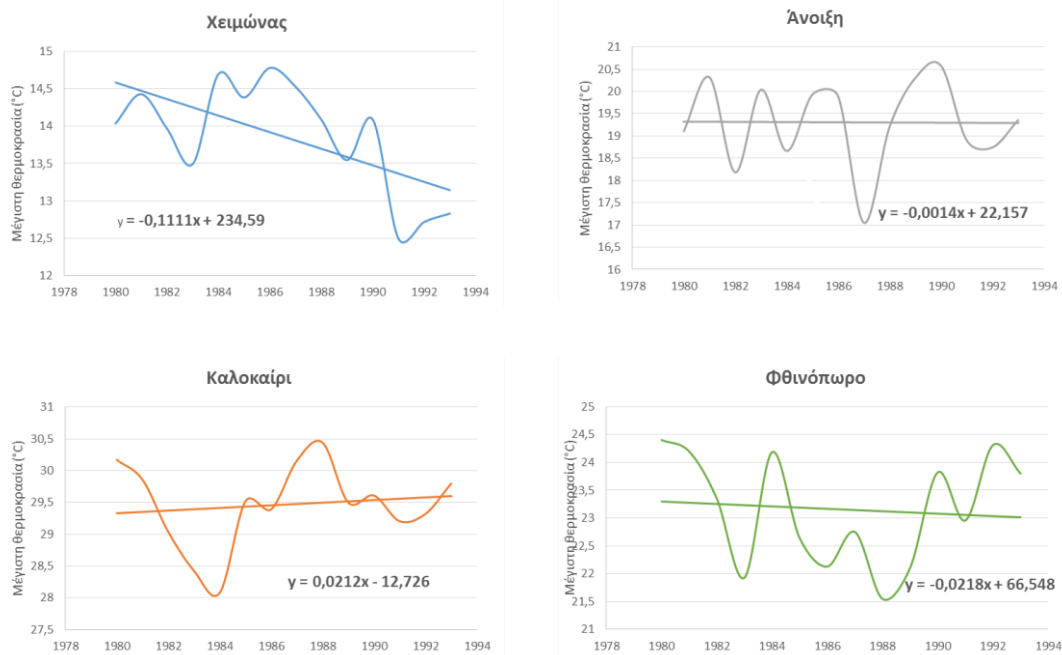 Χειμώνας
Μέγιστη θερμοκρασία (°C)
15
14,5
14
13,5
13
12,5
12
y = -0,1111x + 234,59
1978 1980 1982 1984 1986 1988 1990 1992 1994
Άνοιξη
Μέγιστη θερμοκρασία (°C)
21
20,5
20
19,5
19
18,5
18
17,5
17
16,5
16
y = -0,0014x + 22,157
1978 1980 1982 1984 1986 1988 1990 1992 1994
Καλοκαίρι
Μέγιστη θερμοκρασία (°C)
31
30,5
30
29,5
29
28,5
28
27,5
y = 0,0212x - 12,726
1978 1980 1982 1984 1986 1988 1990 1992 1994
Φθινόπωρο
Μέγιστη θερμοκρασία (°C)
25
24,5
24
23,5
23
22,5
22
21,5
21
y = -0,0218x + 66,548
1978 1980 1982 1984 1986 1988 1990 1992 1994